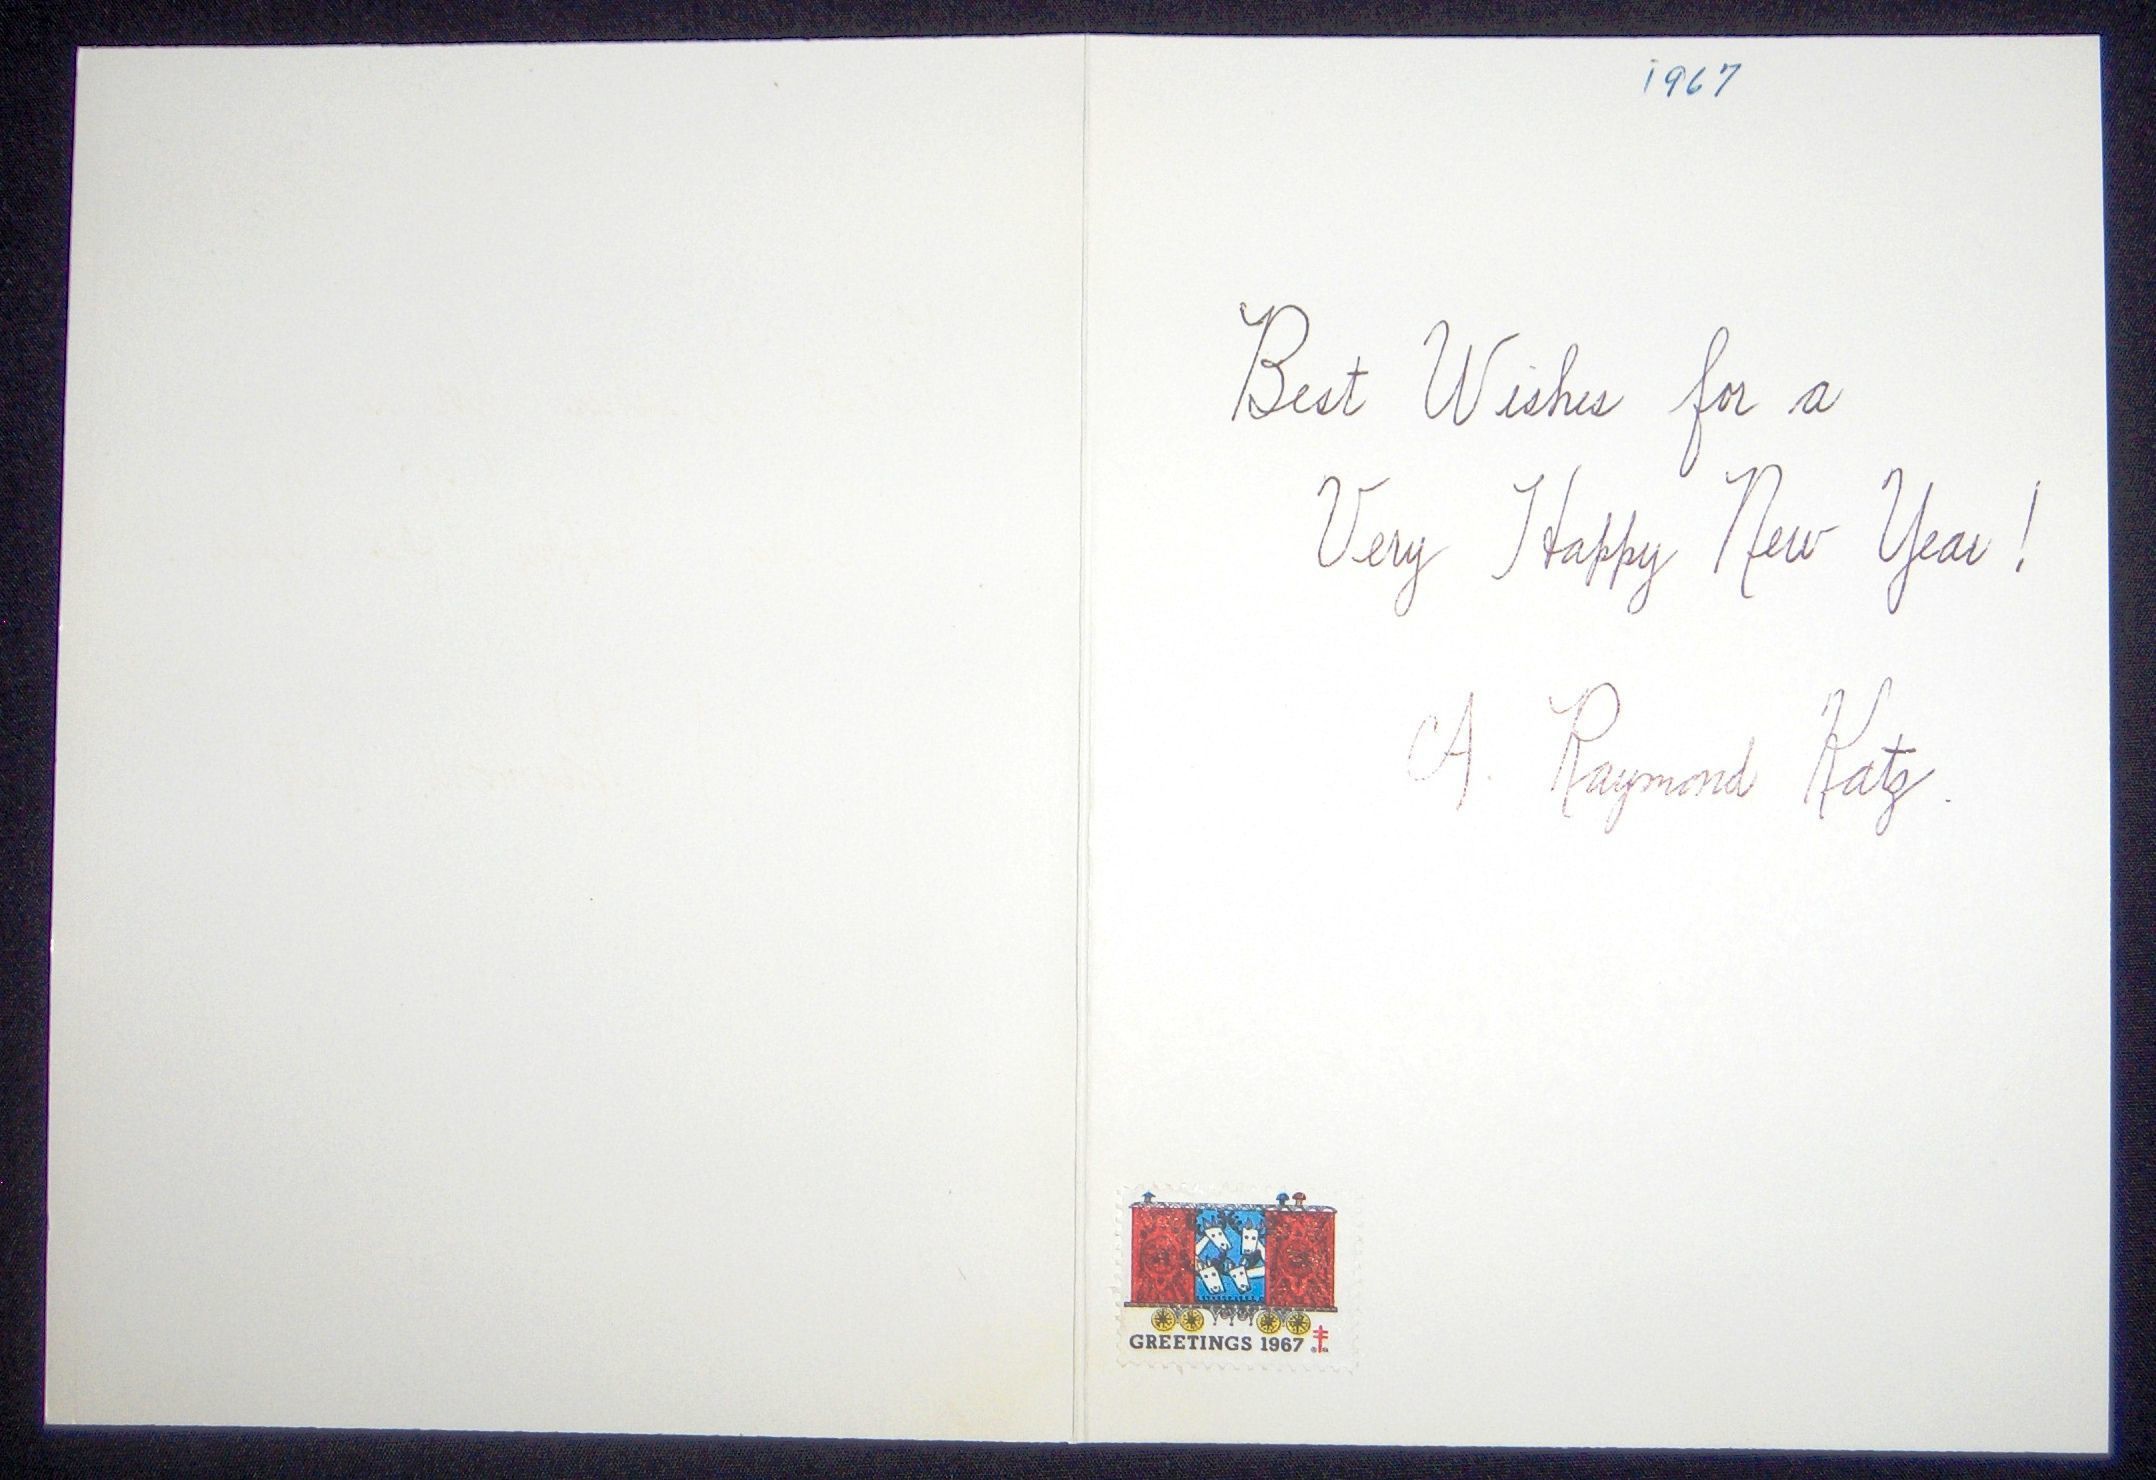 1967
Best Wishes for a
Very Happy New Year!
A. Raymond Katz.
GREETINGS 1967